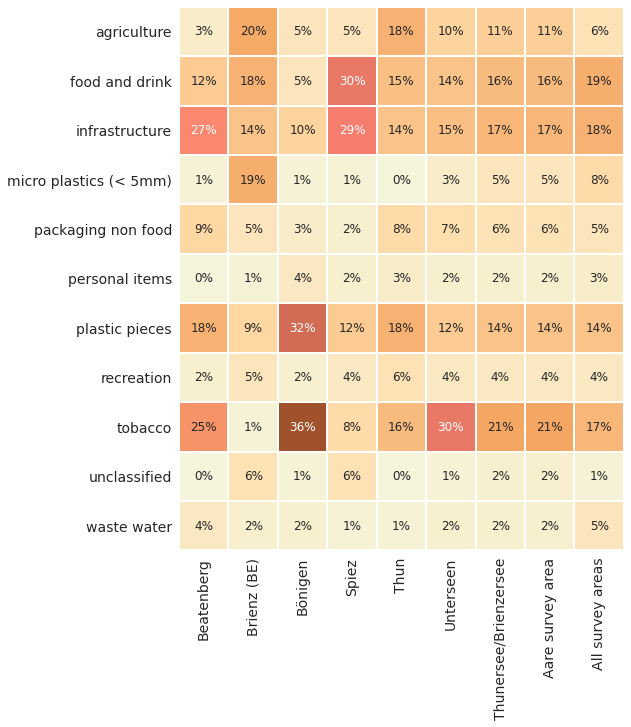 agriculture 3% 20% 5% 5% 18% 10% 11% 11% 6%
food and drink 12% 18% 5% 30% 15% 14% 16% 16% 19%
infrastructure 27% 14% 10% 29% 14% 15% 17% 17% 18%
micro plastics (< 5mm) 1% 19% 1% 1% 0% 3% 5% 5% 8%
packaging non food 9% 5% 3% 2% 8% 7% 6% 6% 5%
personal items 0% 1% 4% 2% 3% 2% 2% 2% 3%
plastic pieces 18% 9% 32% 12% 18% 12% 14% 14% 14%
recreation 2% 5% 2% 4% 6% 4% 4% 4% 4%
tobacco 25% 1% 36% 8% 16% 30% 21% 21% 17%
unclassified 0% 6% 1% 6% 0% 1% 2% 2% 1%
waste water 4% 2% 2% 1% 1% 2% 2% 2% 5%
Beatenberg
Brienz (BE)
Bönigen
Spiez
Thun
Unterseen
Thunersee/Brienzersee
Aare survey area
All survey areas